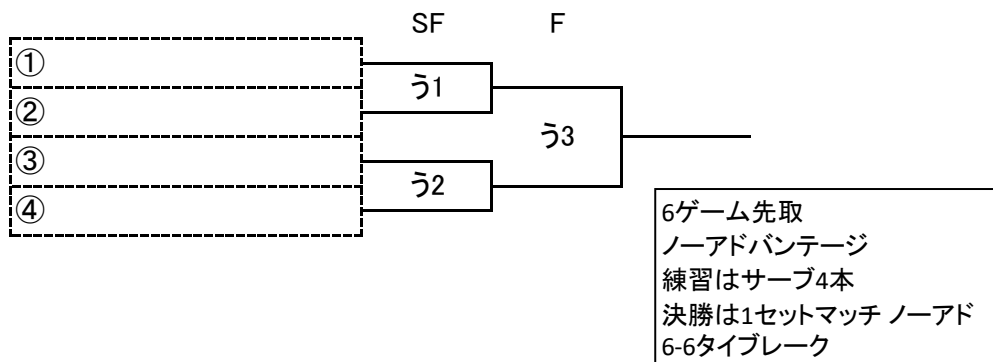 SF F
①
う1
②
う3
③
う2
④
6ゲーム先取
ノーアドバンテージ
練習はサーブ4本
決勝は1セットマッチ ノーアド
6-6タイブレーク